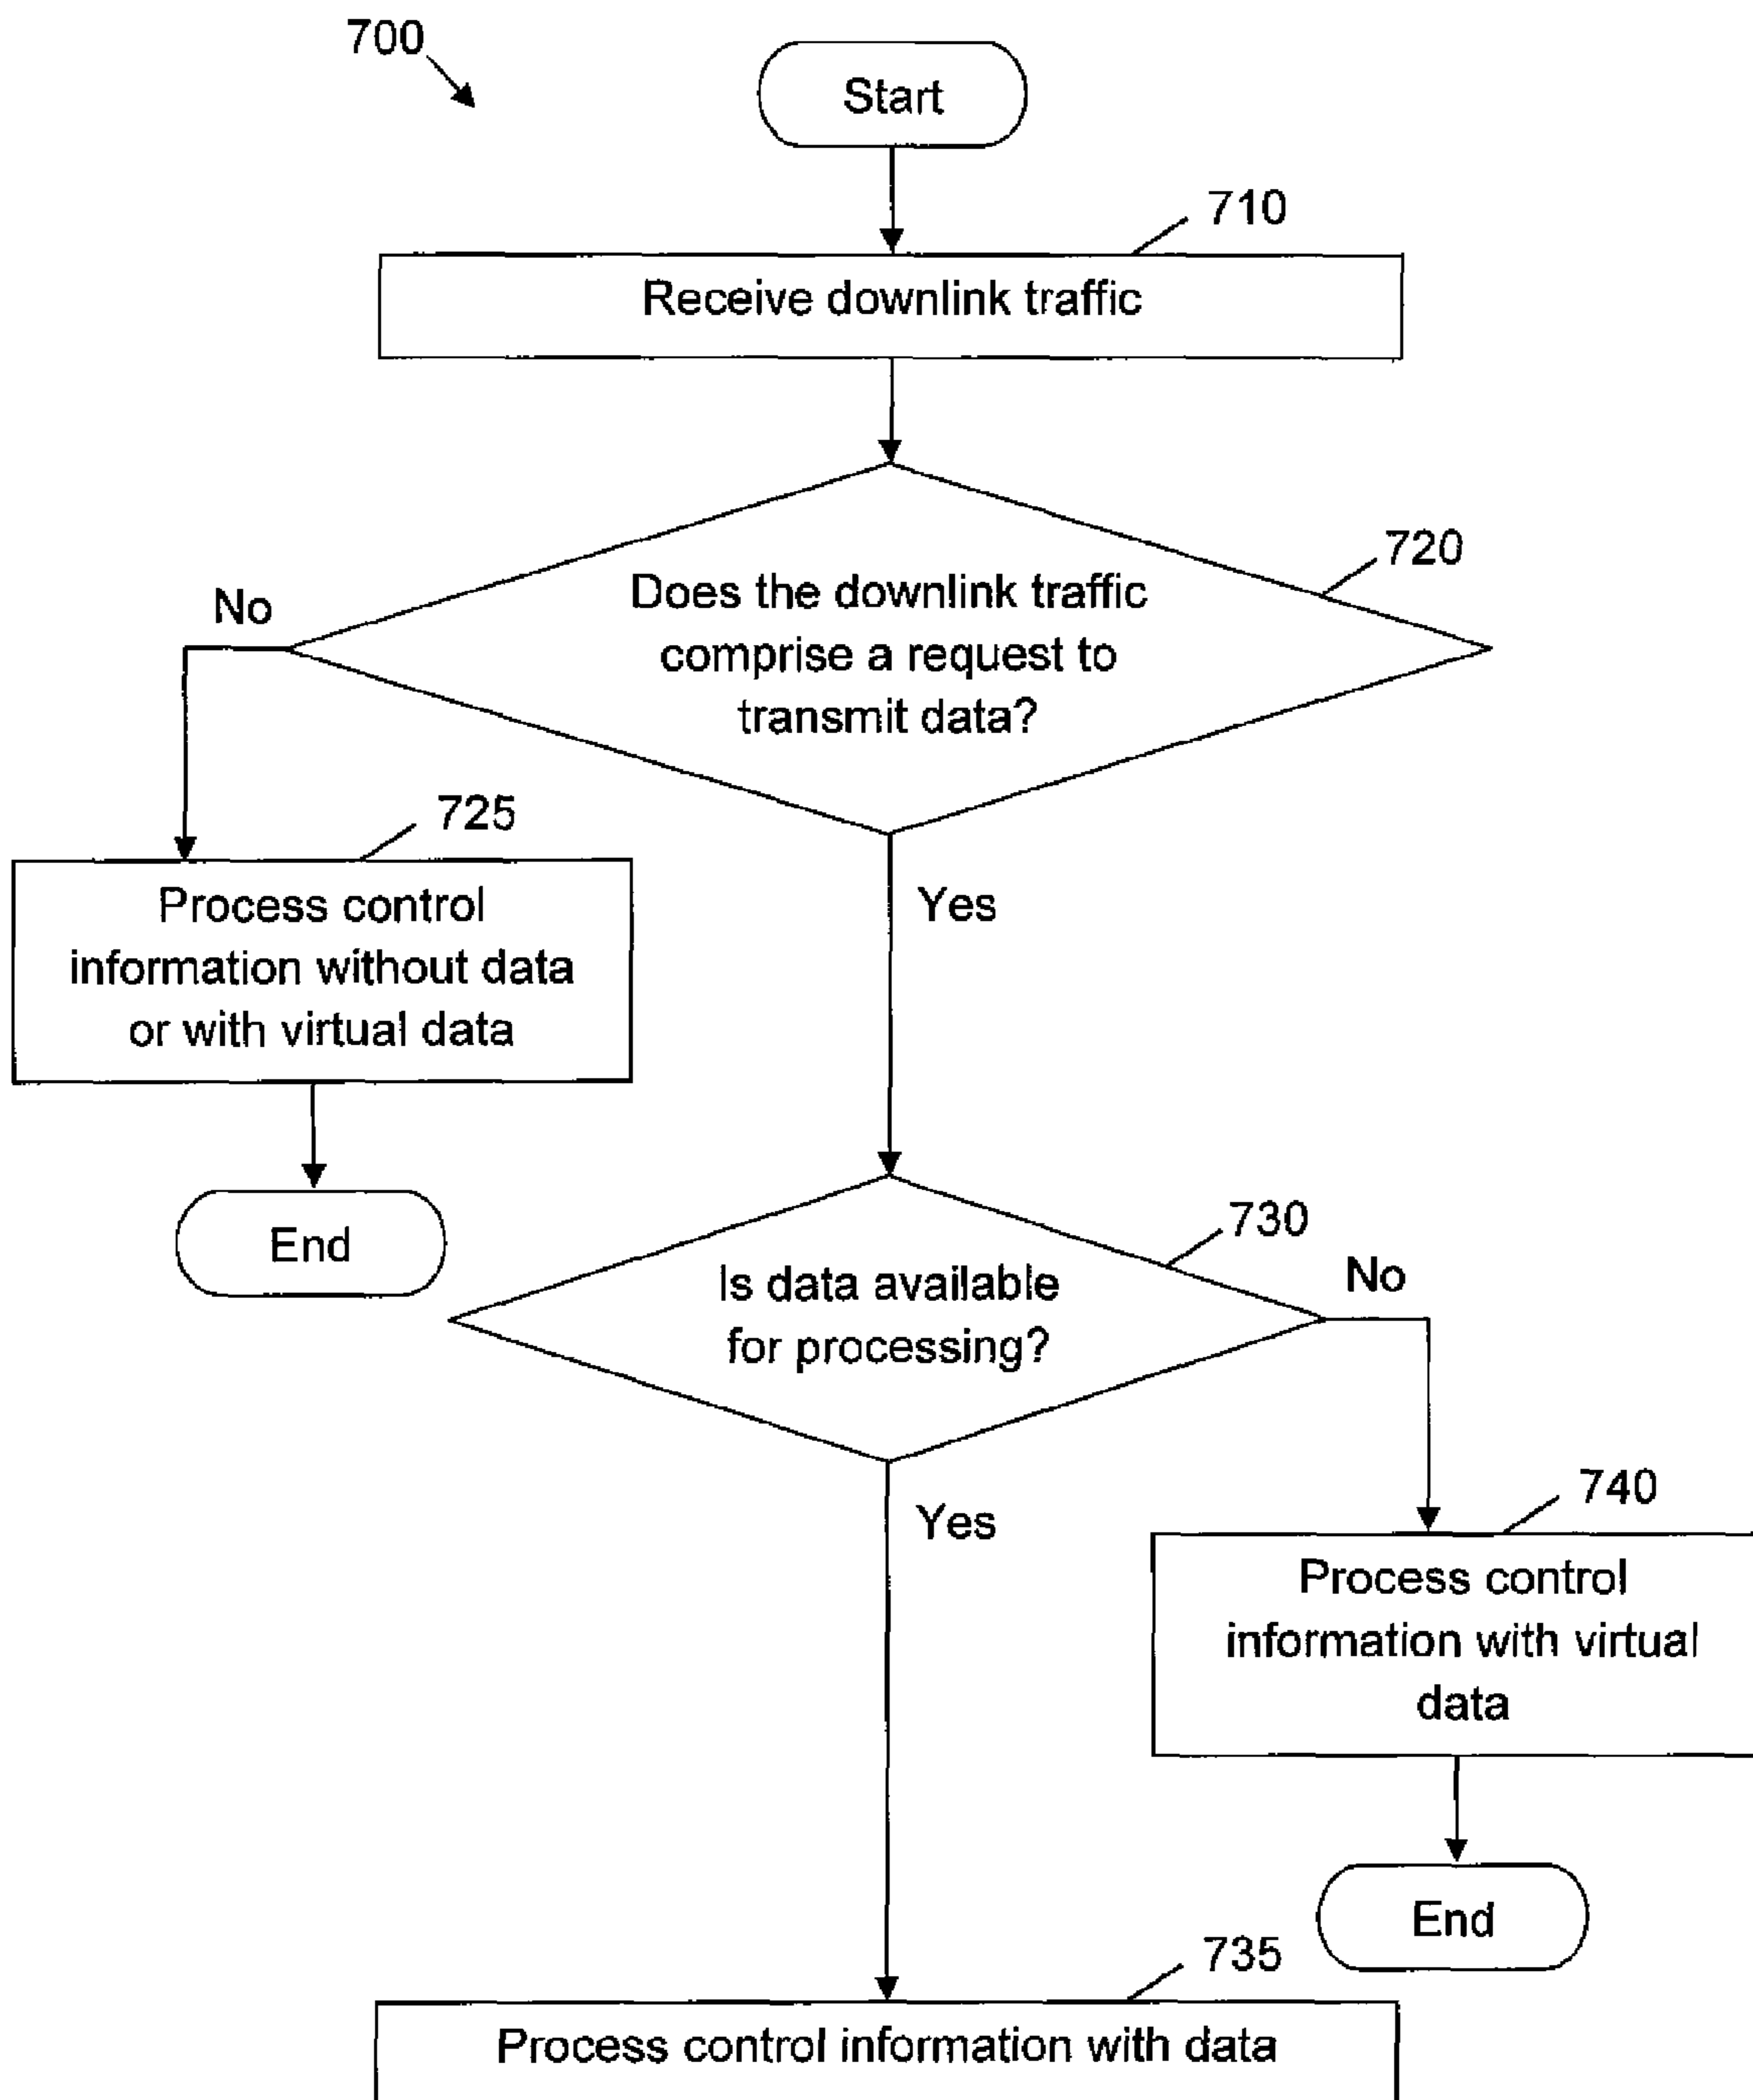 700
Start
710
Receive downlink traffic
720
No
Does the downlink traffic
comprise a request to
transmit data?
725
Process control
information without data
or with virtual data
Yes
End
730
No
Is data available
for processing?
740
Yes
Process control
information with virtual
data
End
735
Process control information with data